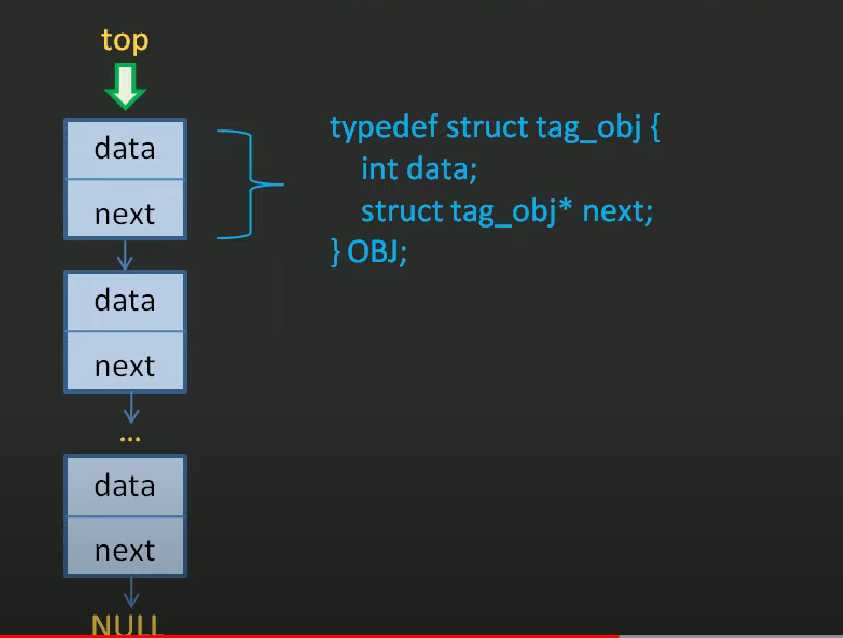 top
data
next
data
next
...
data
next
NULL
typedef struct tag_obj {
int data;
struct tag_obj* next;
} OBJ;